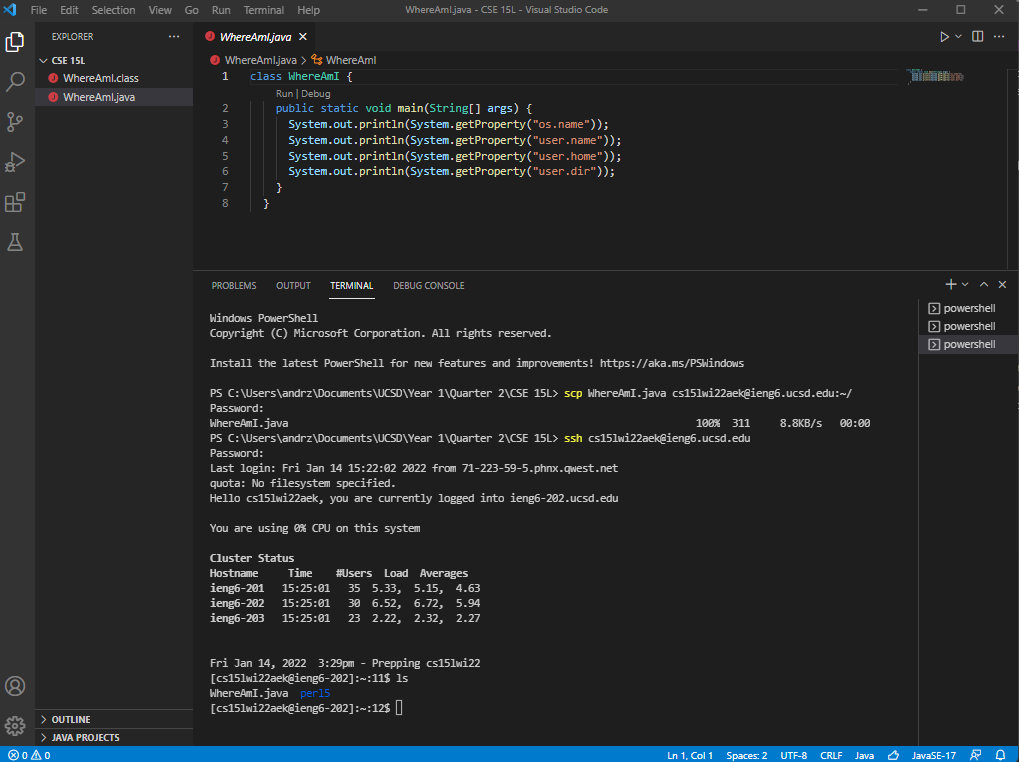 File Edit Selection View Go Run Terminal Help WhereAmI.java - CSE 15L - Visual Studio Code
EXPLORER
CSE 15L
WhereAmI.class
WhereAmI.java
OUTLINE
JAVA PROJECTS
WhereAmI.java
WhereAmI.java > WhereAmI
1 class WhereAmI {
Run | Debug
2 public static void main(String[] args) {
3 System.out.println(System.getProperty("os.name"));
4 System.out.println(System.getProperty("user.name"));
5 System.out.println(System.getProperty("user.home"));
6 System.out.println(System.getProperty("user.dir"));
7 }
8 }
PROBLEMS OUTPUT TERMINAL DEBUG CONSOLE
powershell
powershell
powershell
Windows PowerShell
Copyright (C) Microsoft Corporation. All rights reserved.
Install the latest PowerShell for new features and improvements! https://aka.ms/PSWindows
PS C:\Users\andrz\Documents\UCSD\Year 1\Quarter 2\CSE 15L> scp WhereAmI.java cs15lwi22aek@ieng6.ucsd.edu:~/
Password:
WhereAmI.java 100% 311 8.8KB/s 00:00
PS C:\Users\andrz\Documents\UCSD\Year 1\Quarter 2\CSE 15L> ssh cs15lwi22aek@ieng6.ucsd.edu
Password:
Last login: Fri Jan 14 15:22:02 2022 from 71-223-59-5.phnx.qwest.net
quota: No filesystem specified.
Hello cs15lwi22aek, you are currently logged into ieng6-202.ucsd.edu
You are using 0% CPU on this system
Cluster Status
Hostname Time #Users Load Averages
ieng6-201 15:25:01 35 5.33, 5.15, 4.63
ieng6-202 15:25:01 30 6.52, 6.72, 5.94
ieng6-203 15:25:01 23 2.22, 2.32, 2.27
Fri Jan 14, 2022 3:29pm - Prepping cs15lwi22
[cs15lwi22aek@ieng6-202]:~:11$ ls
WhereAmI.java perl5
[cs15lwi22aek@ieng6-202]:~:12$
0 0 Ln 1, Col 1 Spaces: 2 UTF-8 CRLF Java JavaSE-17